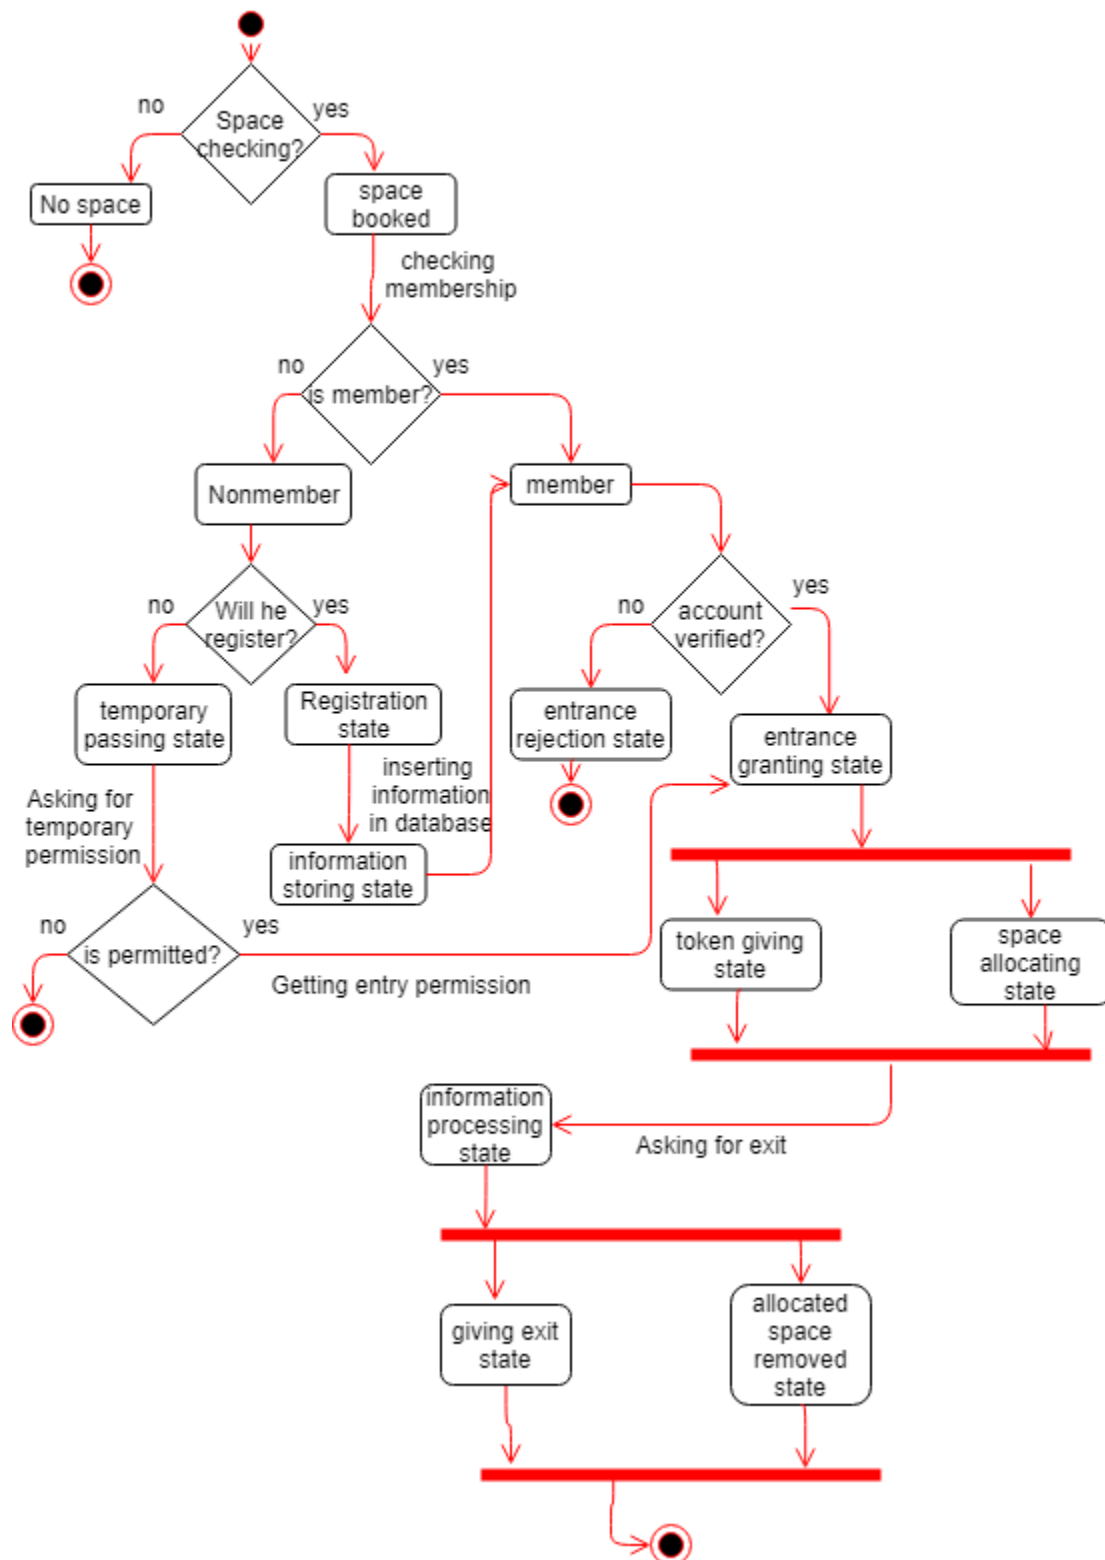 no
yes
Space
checking?
No space
space
booked
checking
membership
no
yes
is member?
Nonmember
member
no
Will he
register?
yes
no
account
verified?
yes
temporary
passing state
Registration
state
entrance
rejection state
entrance
granting state
Asking for
temporary
permission
inserting
information
in database
information
storing state
no
is permitted?
yes
Getting entry permission
token giving
state
space
allocating
state
information
processing
state
Asking for exit
giving exit
state
allocated
space
removed
state